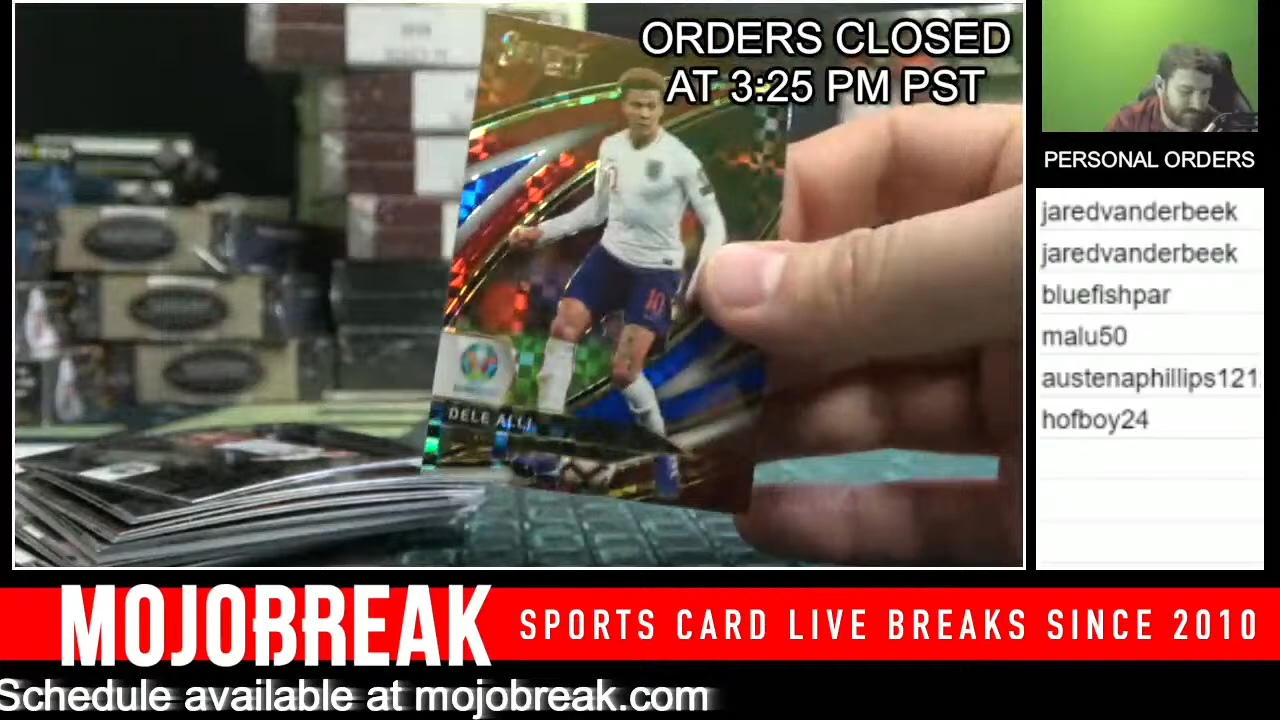 ORDERS CLOSED
AT 3:25 PM PST
PERSONAL ORDERS
jaredvanderbeek
jaredvanderbeek
bluefishpar
malu50
austenaphillips121
hofboy24
10
DELE ALLI
MOJOBREAK
SPORTS CARD LIVE BREAKS SINCE 2010
Schedule available at mojobreak.com